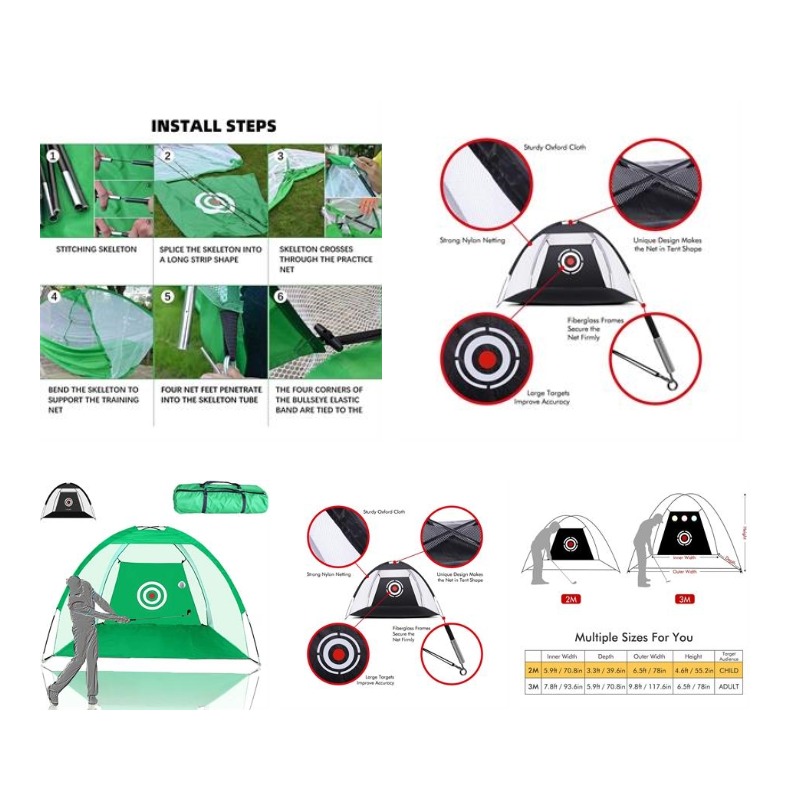 INSTALL STEPS
1
2
3
STITCHING SKELETON
SPLICE THE SKELETON INTO
A LONG STRIP SHAPE
SKELETON CROSSES
THROUGH THE PRACTICE
NET
4
5
6
BEND THE SKELETON TO
SUPPORT THE TRAINING
NET
FOUR NET FEET PENETRATE
INTO THE SKELETON TUBE
THE FOUR CORNERS OF
THE BULLSEYE ELASTIC
BAND ARE TIED TO THE
Sturdy Oxford Cloth
Strong Nylon Netting
Unique Design Makes
the Net in Tent Shape
Fiberglass Frames
Secure the
Net Firmly
Large Targets
Improve Accuracy
Sturdy Oxford Cloth
Strong Nylon Netting
Unique Design Makes
the Net in Tent Shape
Fiberglass Frames
Secure the
Net Firmly
Large Targets
Improve Accuracy
Height
Inner Width
Depth
Outer Width
2M
3M
Multiple Sizes For You
Inner Width Depth Outer Width Height Target Audience
2M 5.9ft / 70.8in 3.3ft / 39.6in 6.5ft / 78in 4.6ft / 55.2in CHILD
3M 7.8ft / 93.6in 5.9ft / 70.8in 9.8ft / 117.6in 6.5ft / 78in ADULT